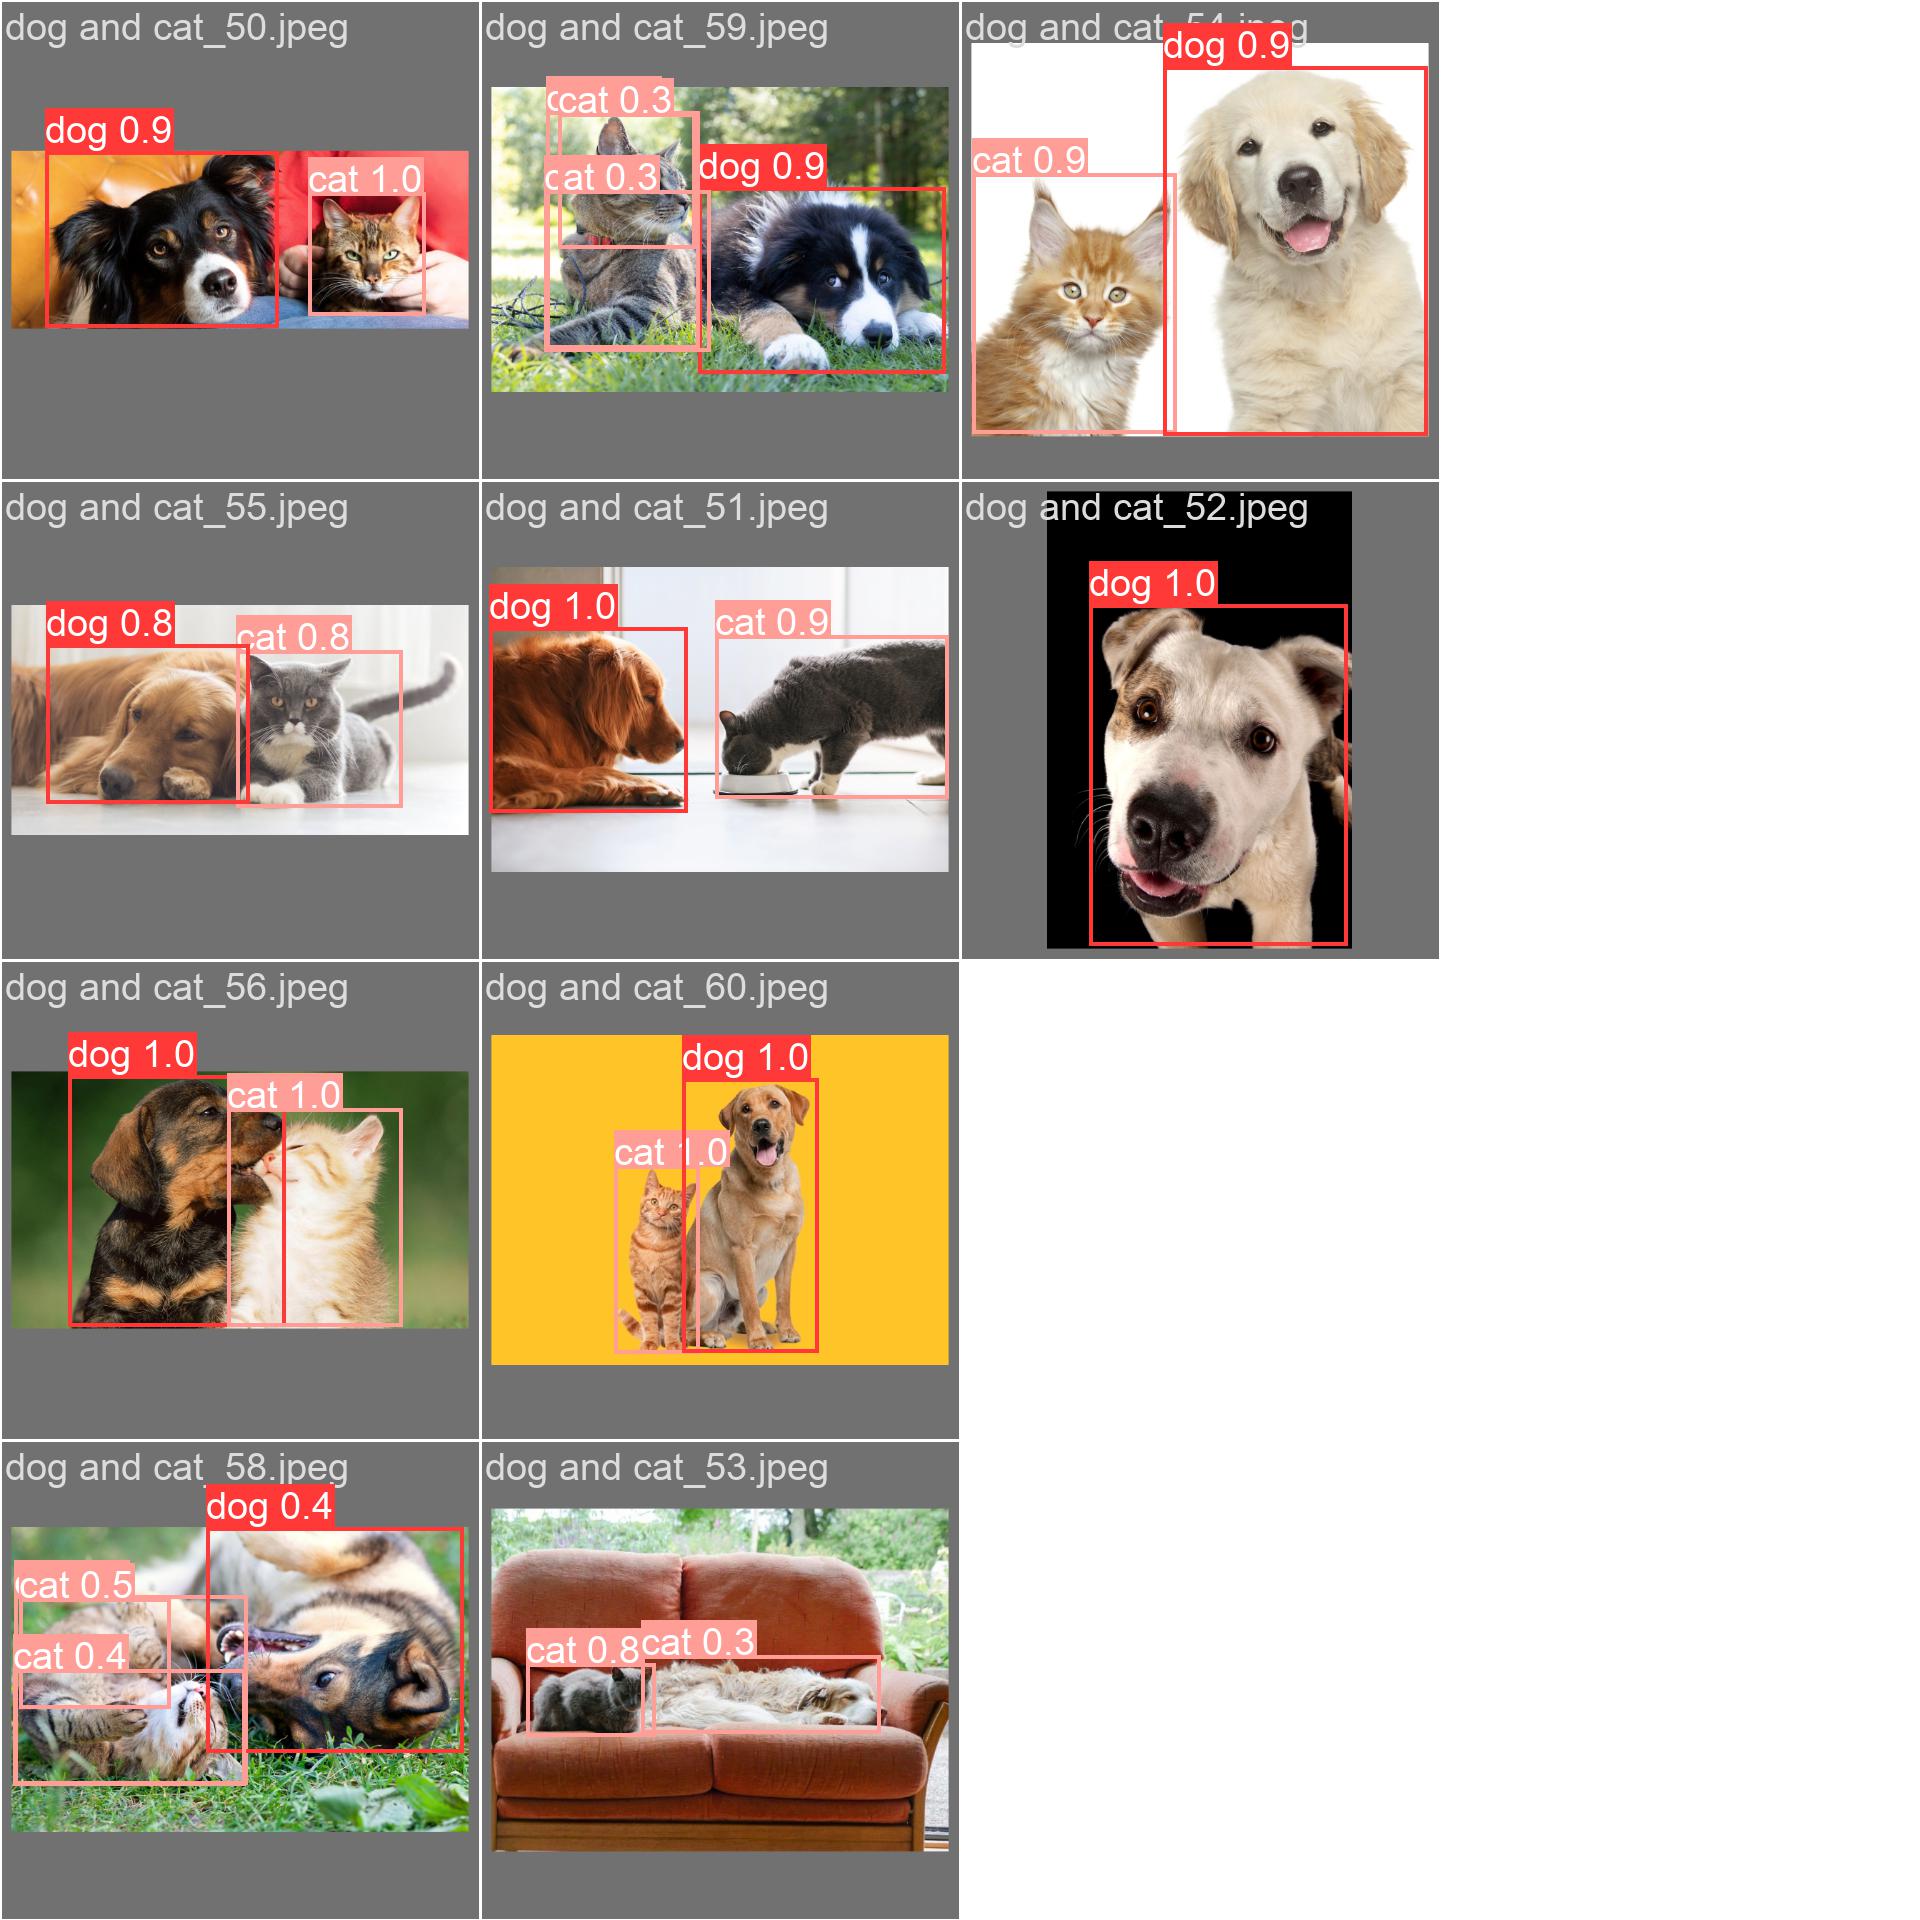 dog and cat_50.jpeg
dog 0.9
cat 1.0
dog and cat_59.jpeg
cat 0.3
cat 0.3
dog 0.9
dog and cat_54.jpeg
dog 0.9
cat 0.9
dog and cat_55.jpeg
dog 0.8
cat 0.8
dog and cat_51.jpeg
dog 1.0
cat 0.9
dog and cat_52.jpeg
dog 1.0
dog and cat_56.jpeg
dog 1.0
cat 1.0
dog and cat_60.jpeg
dog 1.0
cat 1.0
dog and cat_58.jpeg
dog 0.4
cat 0.5
cat 0.4
dog and cat_53.jpeg
cat 0.8
cat 0.3